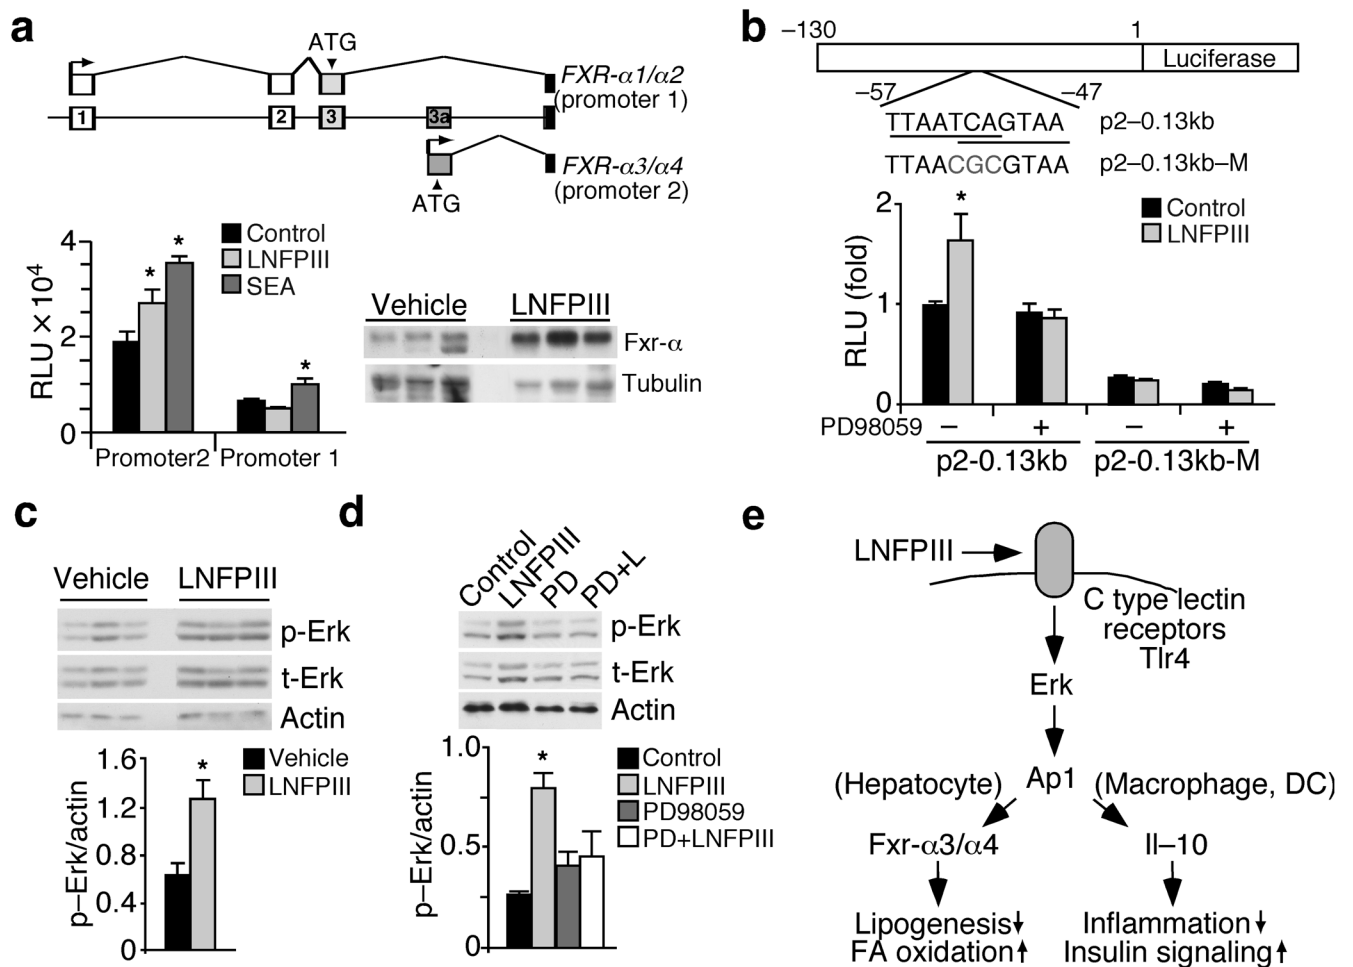 a
ATG
FXR-α1/α2
(promoter 1)
1 2 3 3a
FXR-α3/α4
(promoter 2)
ATG
Control
LNFPIII
SEA
RLU × 10⁴
4
2
0
* * *
Promoter2 Promoter 1
Vehicle LNFPIII
Fxr-α
Tubulin
b
–130 1
Luciferase
–57 –47
TTAATCAGTAA p2–0.13kb
TTAACGCGTAA p2–0.13kb–M
Control
LNFPIII
RLU (fold)
2
1
0
*
PD98059 – + – +
p2-0.13kb p2-0.13kb-M
c
Vehicle LNFPIII
p-Erk
t-Erk
Actin
Vehicle
LNFPIII
p–Erk/actin
1.6
1.2
0.8
0.4
0
*
d
Control LNFPIII PD PD+L
p-Erk
t-Erk
Actin
Control
LNFPIII
PD98059
PD+LNFPIII
p–Erk/actin
1.0
0.5
0
*
e
LNFPIII
C type lectin
receptors
Tlr4
Erk
Ap1
(Hepatocyte) (Macrophage, DC)
Fxr-α3/α4 Il–10
Lipogenesis↓ Inflammation↓
FA oxidation↑ Insulin signaling↑